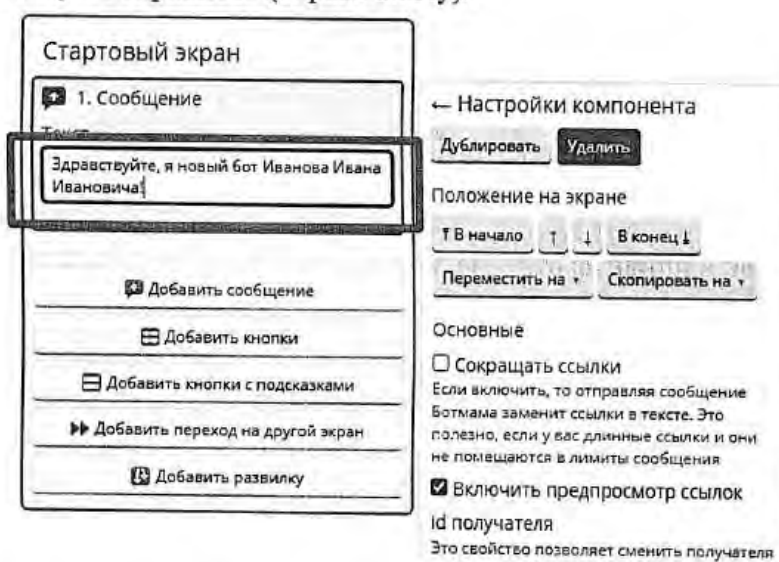 Стартовый экран
1. Сообщение
Текст
Здравствуйте, я новый бот Иванова Ивана
Ивановича!
Добавить сообщение
Добавить кнопки
Добавить кнопки с подсказками
Добавить переход на другой экран
Добавить развилку
← Настройки компонента
Дублировать Удалить
Положение на экране
↑ В начало ↑ ↓ В конец ↓
Переместить на ▾ Скопировать на ▾
Основные
Сокращать ссылки
Если включить, то отправляя сообщение
Ботмама заменит ссылки в тексте. Это
полезно, если у вас длинные ссылки и они
не помещаются в лимиты сообщения
Включить предпросмотр ссылок
Id получателя
Это свойство позволяет сменить получателя